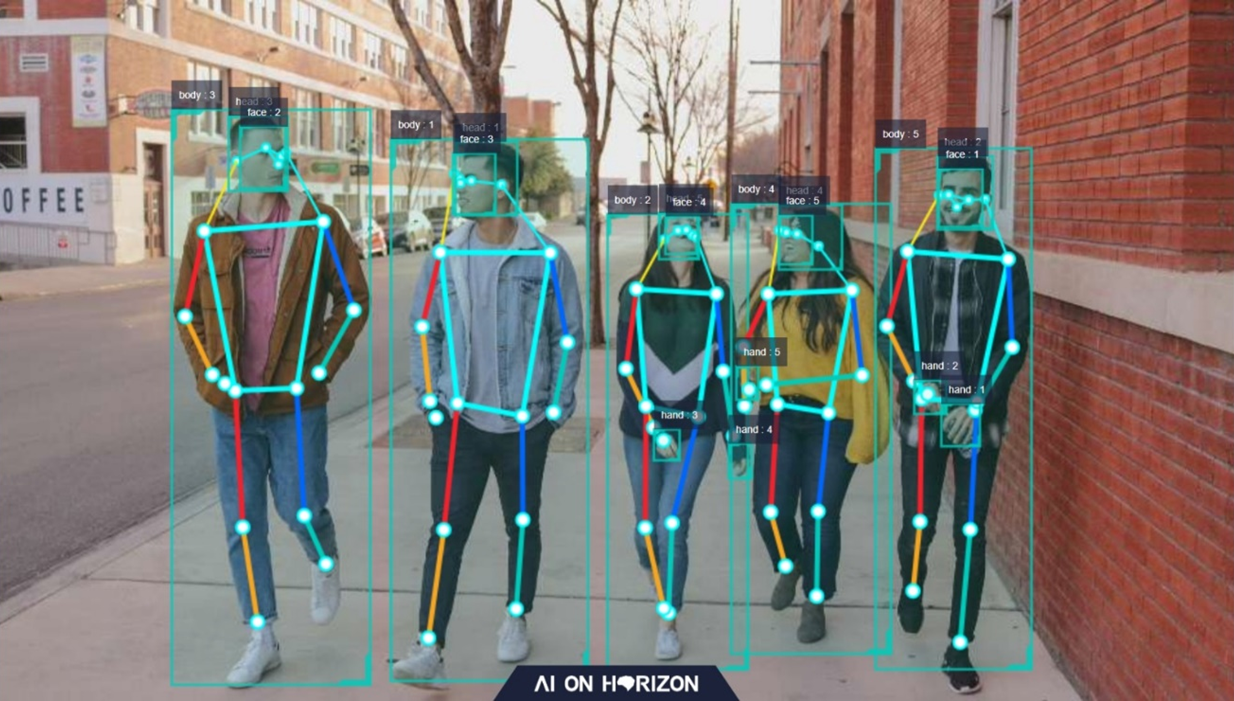 body : 3
head : 3
face : 2
body : 1
head : 1
face : 3
body : 2
face : 4
body : 4
head : 4
face : 5
body : 5
head : 2
face : 1
hand : 5
hand : 2
hand : 1
hand : 3
hand : 4
OFFEE
AI ON HORIZON